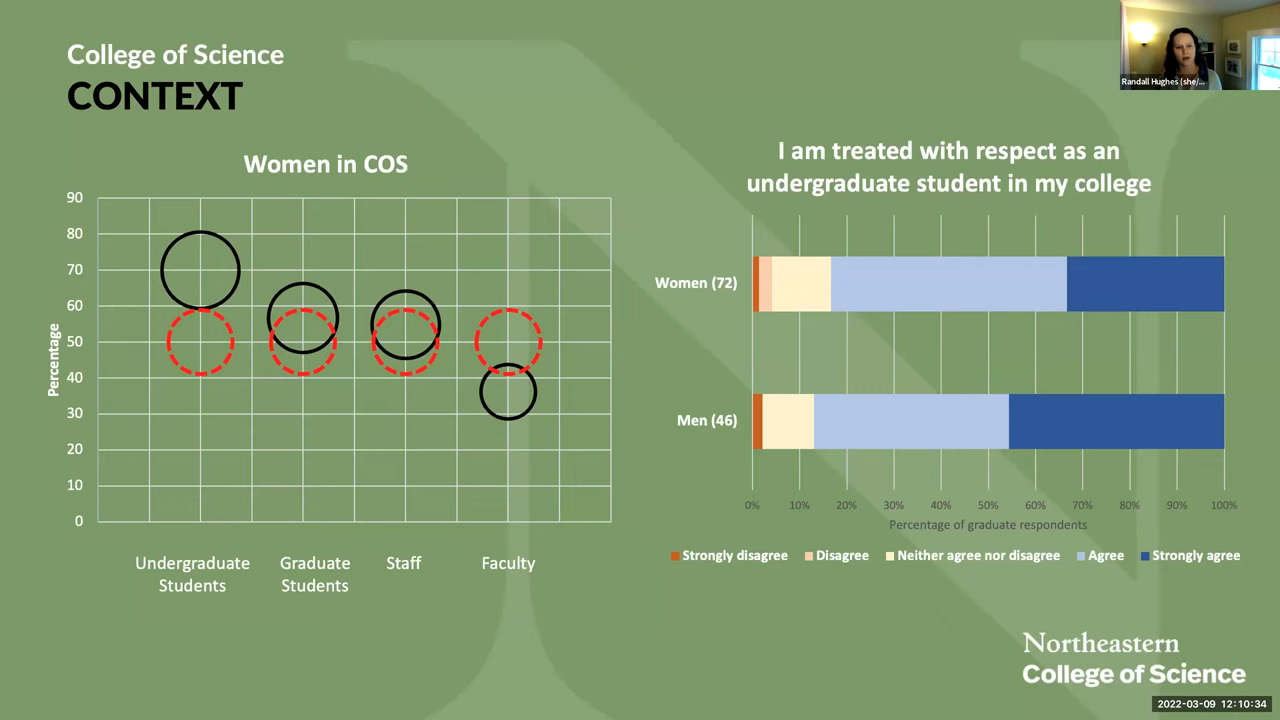 College of Science
CONTEXT
Randall Hughes (she/...
Women in COS
90
80
70
60
50
40
30
20
10
0
Percentage
Undergraduate
Students
Graduate
Students
Staff
Faculty
I am treated with respect as an
undergraduate student in my college
Women (72)
Men (46)
0% 10% 20% 30% 40% 50% 60% 70% 80% 90% 100%
Percentage of graduate respondents
Strongly disagree Disagree Neither agree nor disagree Agree Strongly agree
Northeastern
College of Science
2022-03-09 12:10:34